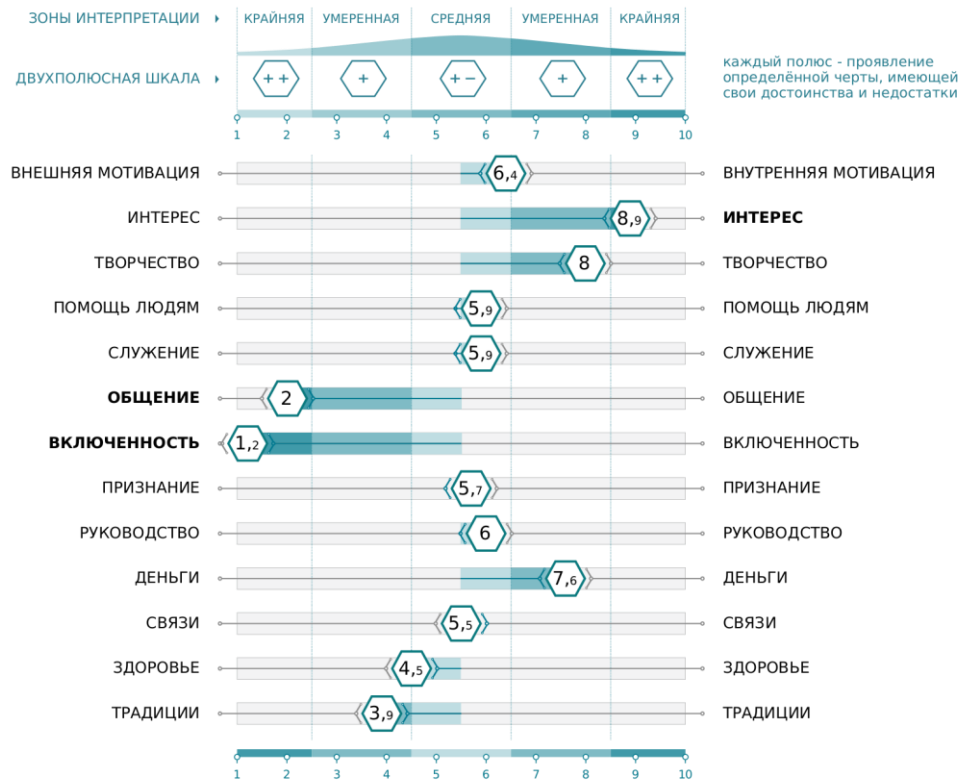 ЗОНЫ ИНТЕРПРЕТАЦИИ КРАЙНЯЯ УМЕРЕННАЯ СРЕДНЯЯ УМЕРЕННАЯ КРАЙНЯЯ
ДВУХПОЛЮСНАЯ ШКАЛА ++ + +− + ++
каждый полюс - проявление
определённой черты, имеющей
свои достоинства и недостатки
1 2 3 4 5 6 7 8 9 10
ВНЕШНЯЯ МОТИВАЦИЯ 6,4 ВНУТРЕННЯЯ МОТИВАЦИЯ
ИНТЕРЕС 8,9 ИНТЕРЕС
ТВОРЧЕСТВО 8 ТВОРЧЕСТВО
ПОМОЩЬ ЛЮДЯМ 5,9 ПОМОЩЬ ЛЮДЯМ
СЛУЖЕНИЕ 5,9 СЛУЖЕНИЕ
ОБЩЕНИЕ 2 ОБЩЕНИЕ
ВКЛЮЧЕННОСТЬ 1,2 ВКЛЮЧЕННОСТЬ
ПРИЗНАНИЕ 5,7 ПРИЗНАНИЕ
РУКОВОДСТВО 6 РУКОВОДСТВО
ДЕНЬГИ 7,6 ДЕНЬГИ
СВЯЗИ 5,5 СВЯЗИ
ЗДОРОВЬЕ 4,5 ЗДОРОВЬЕ
ТРАДИЦИИ 3,9 ТРАДИЦИИ
1 2 3 4 5 6 7 8 9 10